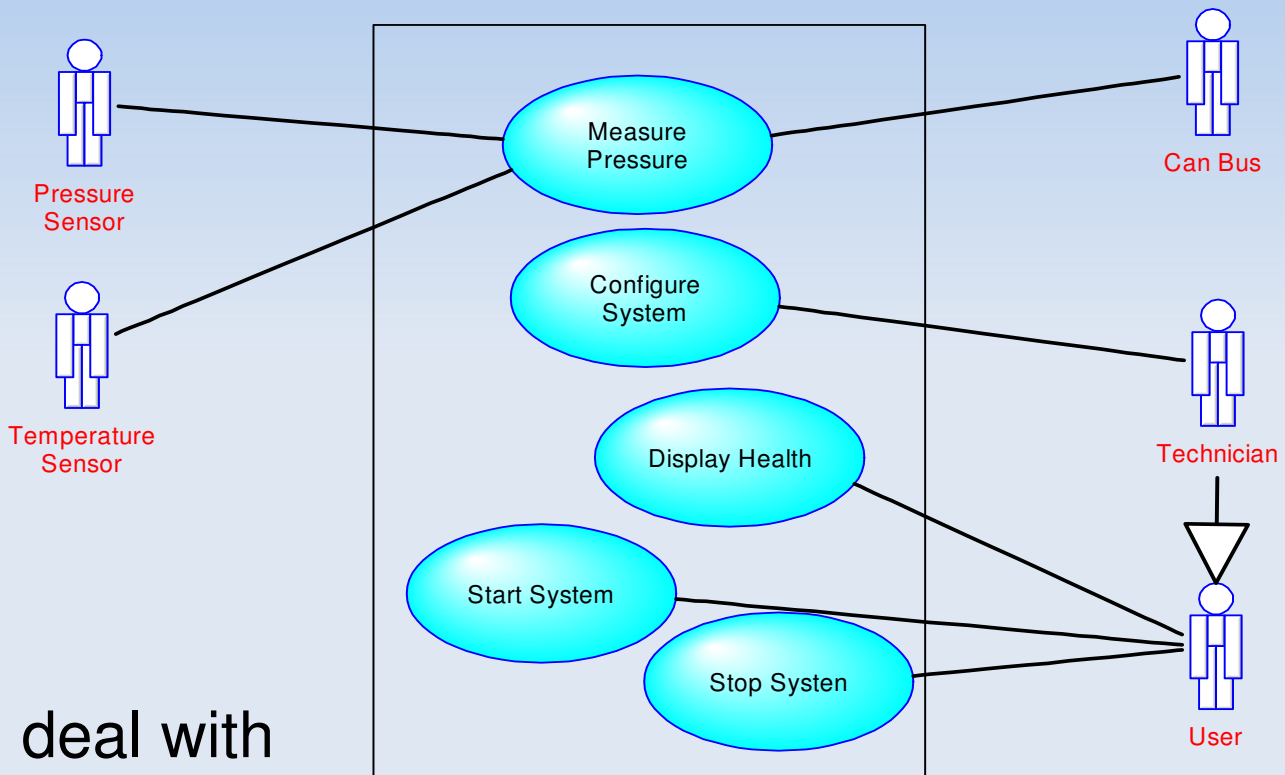 Measure
Pressure
Can Bus
Pressure
Sensor
Configure
System
Temperature
Sensor
Display Health
Technician
Start System
Stop Systen
User
deal with